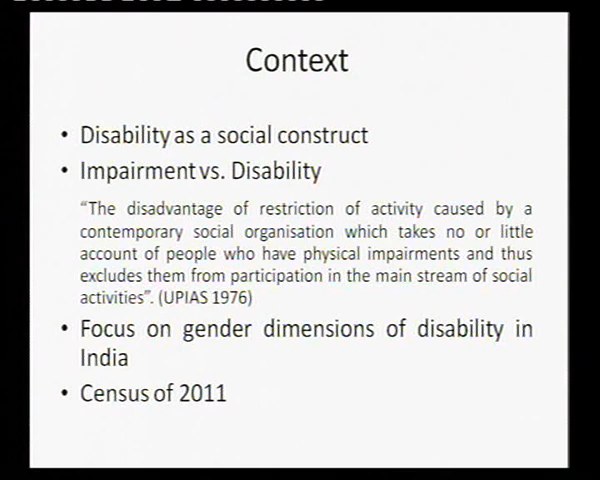 Context
• Disability as a social construct
• Impairment vs. Disability
“The disadvantage of restriction of activity caused by a
contemporary social organisation which takes no or little
account of people who have physical impairments and thus
excludes them from participation in the main stream of social
activities”. (UPIAS 1976)
• Focus on gender dimensions of disability in
India
• Census of 2011